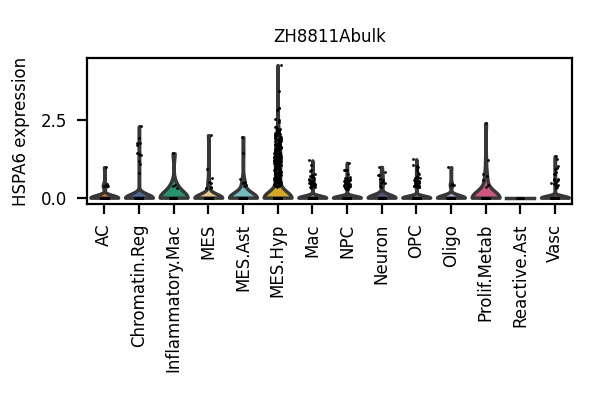 ZH8811Abulk
HSPA6 expression
2.5
0.0
AC
Chromatin.Reg
Inflammatory.Mac
MES
MES.Ast
MES.Hyp
Mac
NPC
Neuron
OPC
Oligo
Prolif.Metab
Reactive.Ast
Vasc